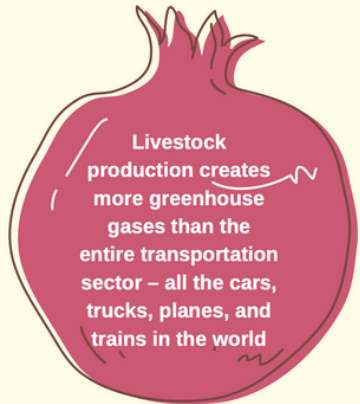 Livestock
production creates
more greenhouse
gases than the
entire transportation
sector – all the cars,
trucks, planes, and
trains in the world